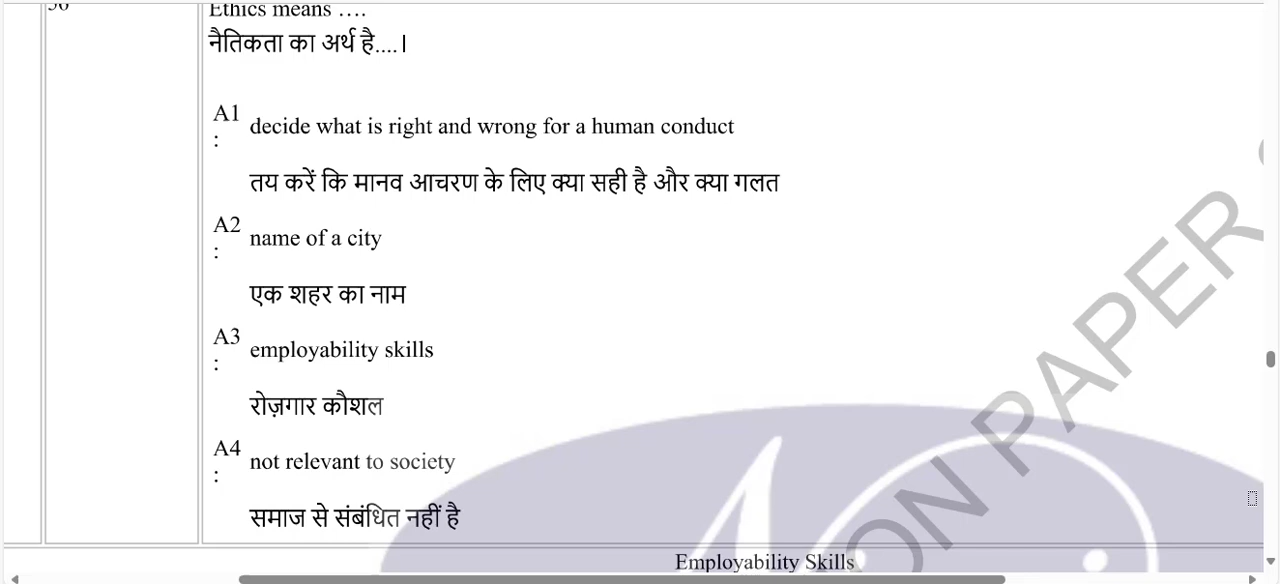 Ethics means ….
नैतिकता का अर्थ है....।
A1
:
decide what is right and wrong for a human conduct
तय करें कि मानव आचरण के लिए क्या सही है और क्या गलत
A2
:
name of a city
एक शहर का नाम
A3
:
employability skills
रोज़गार कौशल
A4
:
not relevant to society
समाज से संबंधित नहीं है
ON PAPER
Employability Skills